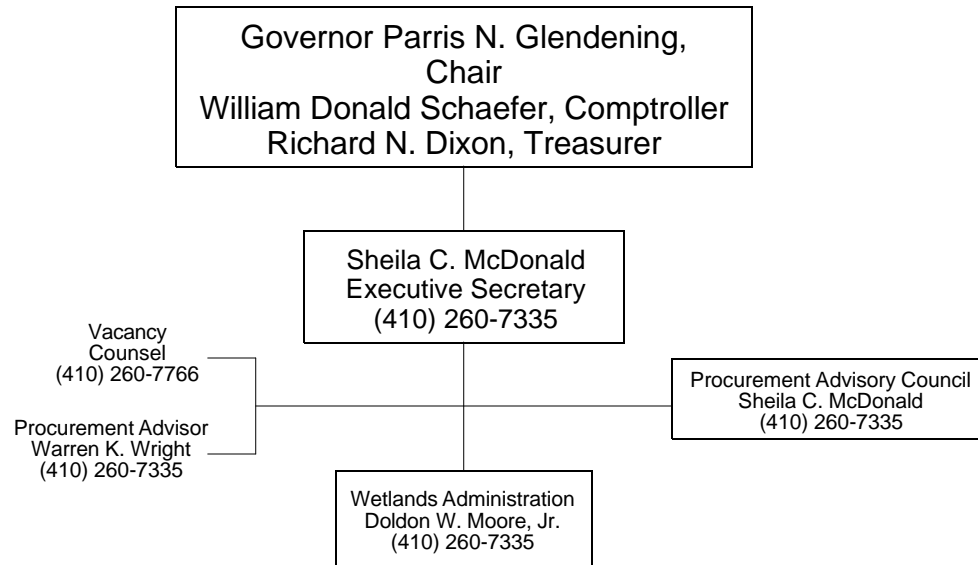 Governor Parris N. Glendening,
Chair
William Donald Schaefer, Comptroller
Richard N. Dixon, Treasurer
Sheila C. McDonald
Executive Secretary
(410) 260-7335
Vacancy
Counsel
(410) 260-7766
Procurement Advisor
Warren K. Wright
(410) 260-7335
Procurement Advisory Council
Sheila C. McDonald
(410) 260-7335
Wetlands Administration
Doldon W. Moore, Jr.
(410) 260-7335